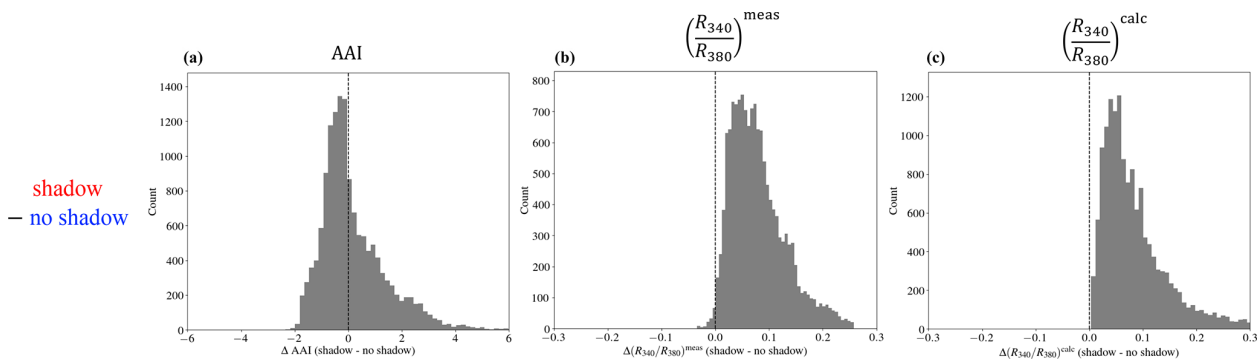 (a) AAI
(b) (R340/R380)^meas
(c) (R340/R380)^calc
shadow
− no shadow
Count
1400
1200
1000
800
600
400
200
0
−6 −4 −2 0 2 4 6
Δ AAI (shadow - no shadow)
Count
800
700
600
500
400
300
200
100
0
−0.3 −0.2 −0.1 0.0 0.1 0.2 0.3
Δ(R340/R380)^meas (shadow - no shadow)
Count
1200
1000
800
600
400
200
0
−0.3 −0.2 −0.1 0.0 0.1 0.2 0.3
Δ(R340/R380)^calc (shadow - no shadow)